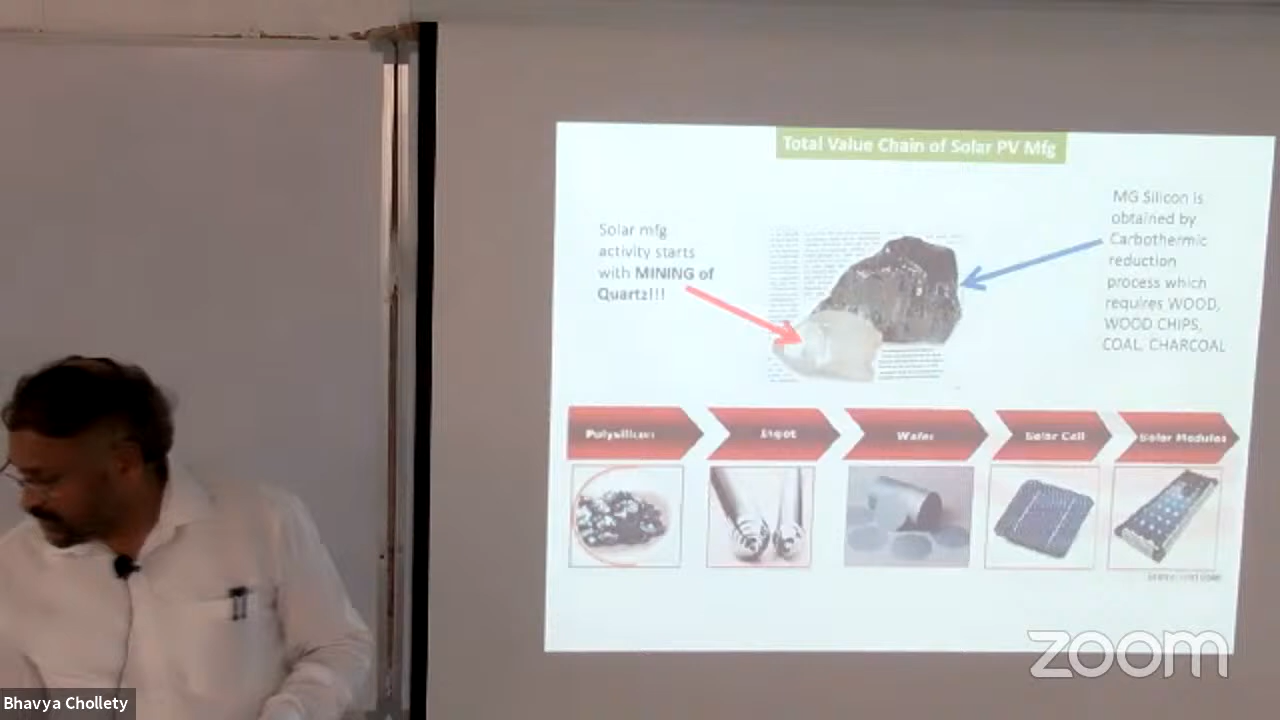 Total Value Chain of Solar PV Mfg
Solar mfg
activity starts
with MINING of
Quartz!!!
MG Silicon is
obtained by
Carbothermic
reduction
process which
requires WOOD,
WOOD CHIPS,
COAL, CHARCOAL
Polysilicon
Ingot
Wafer
Solar Cell
Solar Modules
zoom
Bhavya Chollety